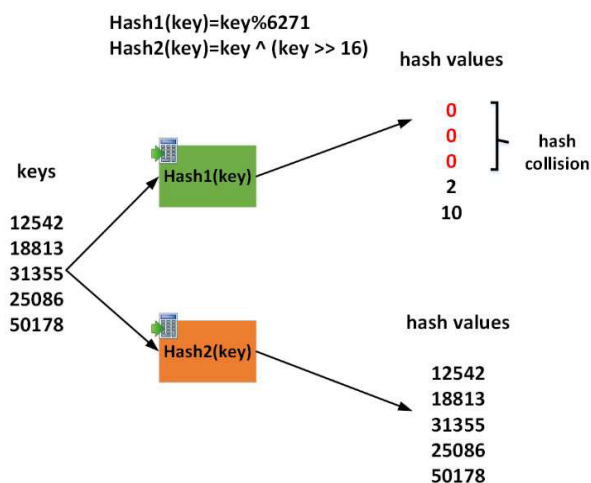 Hash1(key)=key%6271
Hash2(key)=key ^ (key >> 16)
hash values
0
0
0
2
10
hash
collision
Hash1(key)
keys
12542
18813
31355
25086
50178
Hash2(key)
hash values
12542
18813
31355
25086
50178